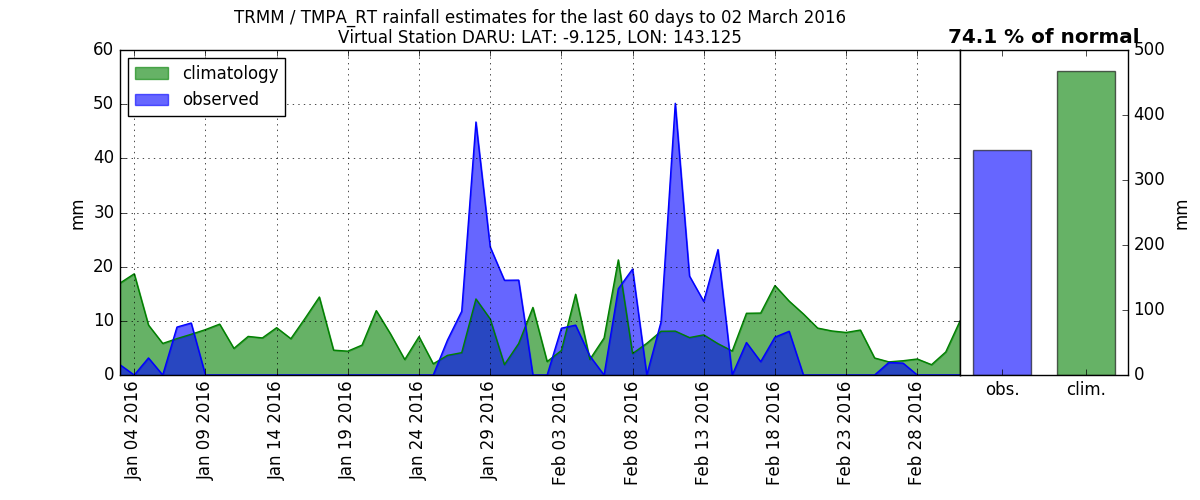 TRMM / TMPA_RT rainfall estimates for the last 60 days to 02 March 2016
Virtual Station DARU: LAT: -9.125, LON: 143.125
74.1 % of normal
climatology
observed
60
50
40
30
20
10
0
mm
Jan 04 2016
Jan 09 2016
Jan 14 2016
Jan 19 2016
Jan 24 2016
Jan 29 2016
Feb 03 2016
Feb 08 2016
Feb 13 2016
Feb 18 2016
Feb 23 2016
Feb 28 2016
500
400
300
200
100
0
mm
obs.
clim.